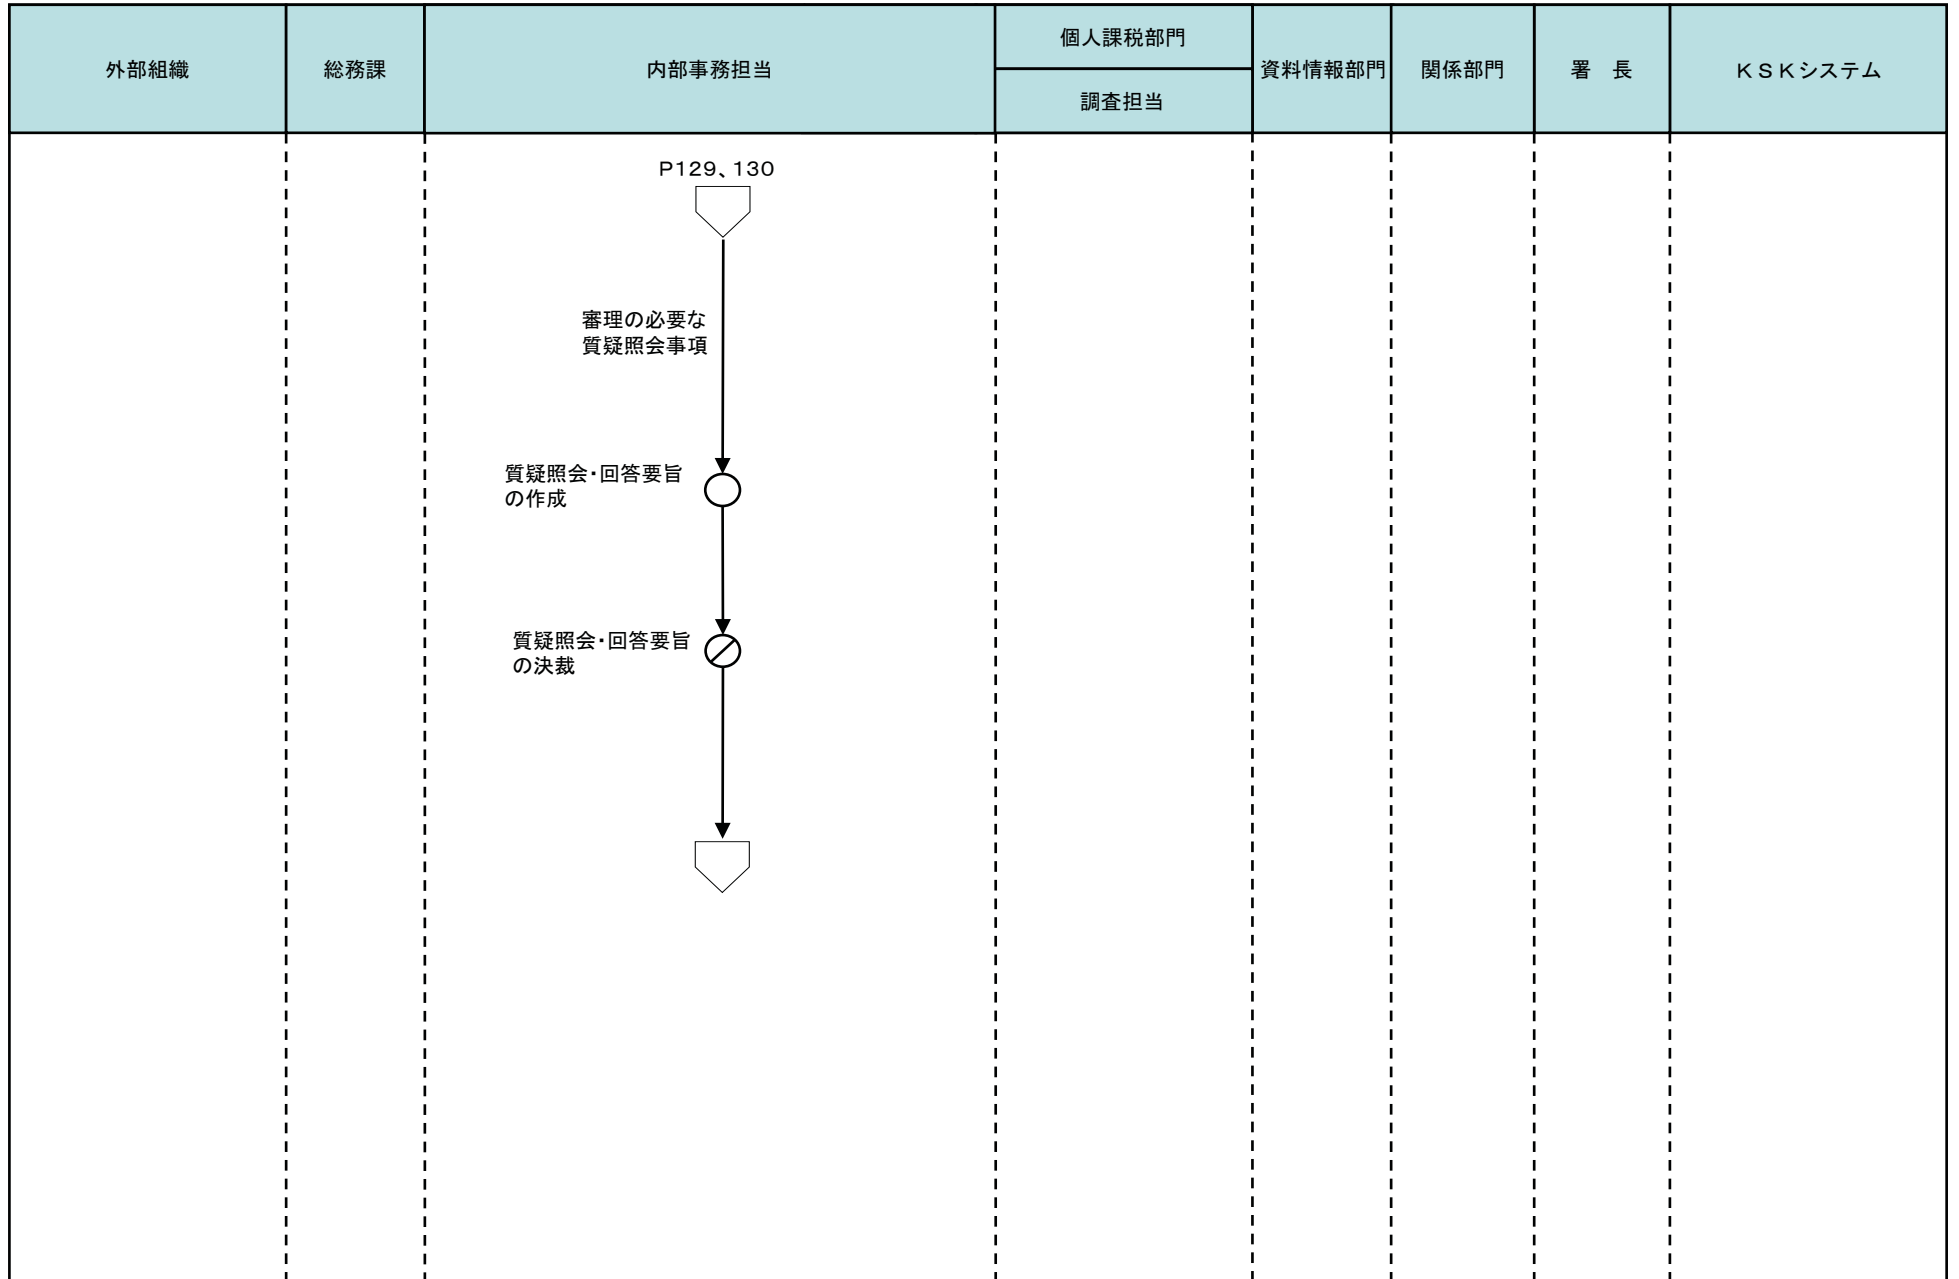 外部組織
総務課
内部事務担当
個人課税部門
調査担当
資料情報部門
関係部門
署　長
ＫＳＫシステム
P129、130
審理の必要な
質疑照会事項
質疑照会・回答要旨
の作成
質疑照会・回答要旨
の決裁